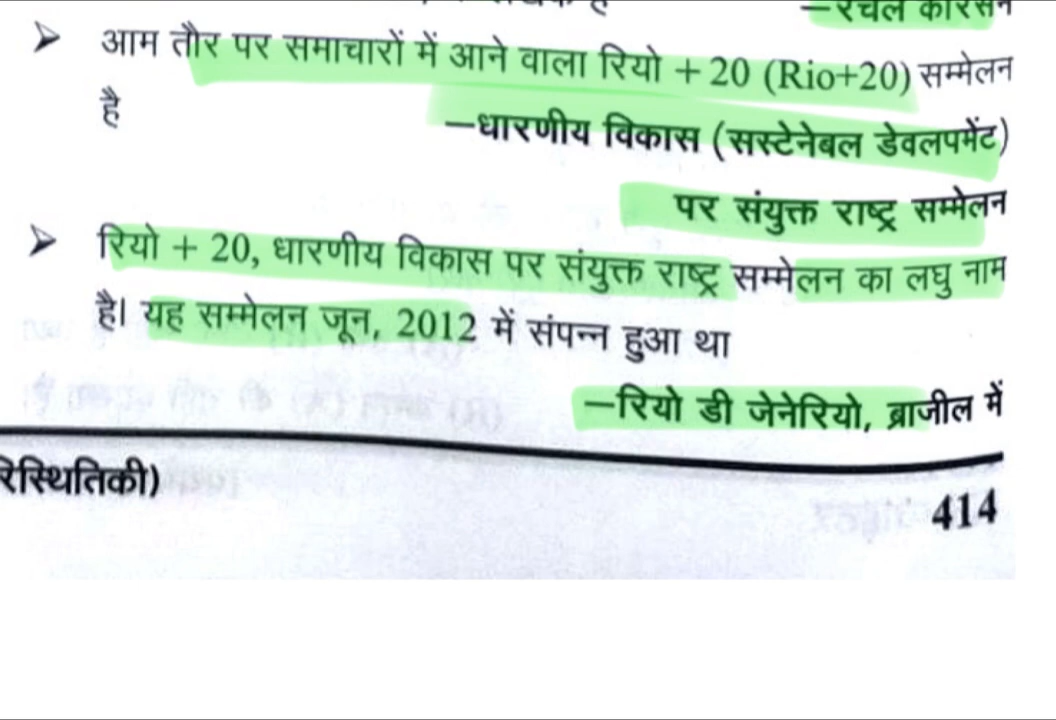 —रेचल कारसन
➤ आम तौर पर समाचारों में आने वाला रियो + 20 (Rio+20) सम्मेलन
है —धारणीय विकास (सस्टेनेबल डेवलपमेंट)
पर संयुक्त राष्ट्र सम्मेलन
➤ रियो + 20, धारणीय विकास पर संयुक्त राष्ट्र सम्मेलन का लघु नाम
है। यह सम्मेलन जून, 2012 में संपन्न हुआ था
—रियो डी जेनेरियो, ब्राजील में
रिस्थितिकी)
414